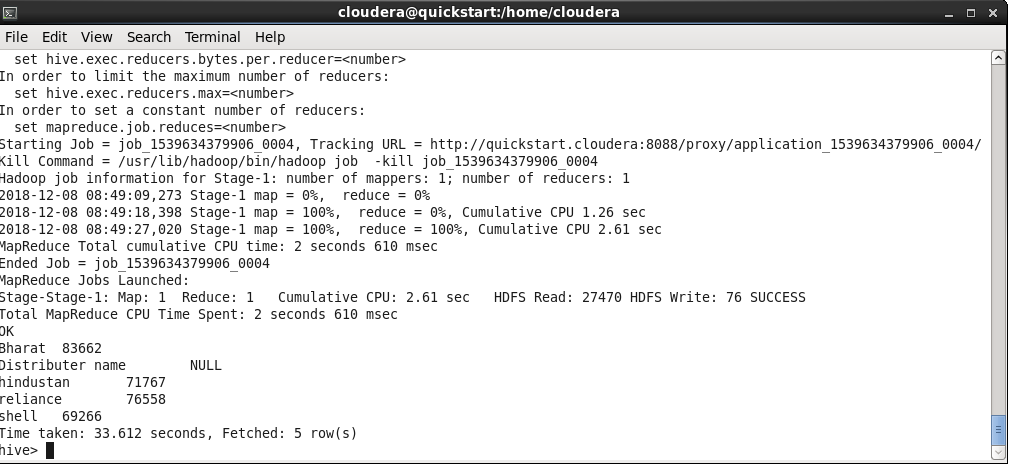 cloudera@quickstart:/home/cloudera
File Edit View Search Terminal Help
set hive.exec.reducers.bytes.per.reducer=<number>
In order to limit the maximum number of reducers:
set hive.exec.reducers.max=<number>
In order to set a constant number of reducers:
set mapreduce.job.reduces=<number>
Starting Job = job_1539634379906_0004, Tracking URL = http://quickstart.cloudera:8088/proxy/application_1539634379906_0004/
Kill Command = /usr/lib/hadoop/bin/hadoop job  -kill job_1539634379906_0004
Hadoop job information for Stage-1: number of mappers: 1; number of reducers: 1
2018-12-08 08:49:09,273 Stage-1 map = 0%,  reduce = 0%
2018-12-08 08:49:18,398 Stage-1 map = 100%,  reduce = 0%, Cumulative CPU 1.26 sec
2018-12-08 08:49:27,020 Stage-1 map = 100%,  reduce = 100%, Cumulative CPU 2.61 sec
MapReduce Total cumulative CPU time: 2 seconds 610 msec
Ended Job = job_1539634379906_0004
MapReduce Jobs Launched:
Stage-Stage-1: Map: 1  Reduce: 1   Cumulative CPU: 2.61 sec   HDFS Read: 27470 HDFS Write: 76 SUCCESS
Total MapReduce CPU Time Spent: 2 seconds 610 msec
OK
Bharat  83662
Distributer name        NULL
hindustan       71767
reliance        76558
shell   69266
Time taken: 33.612 seconds, Fetched: 5 row(s)
hive>